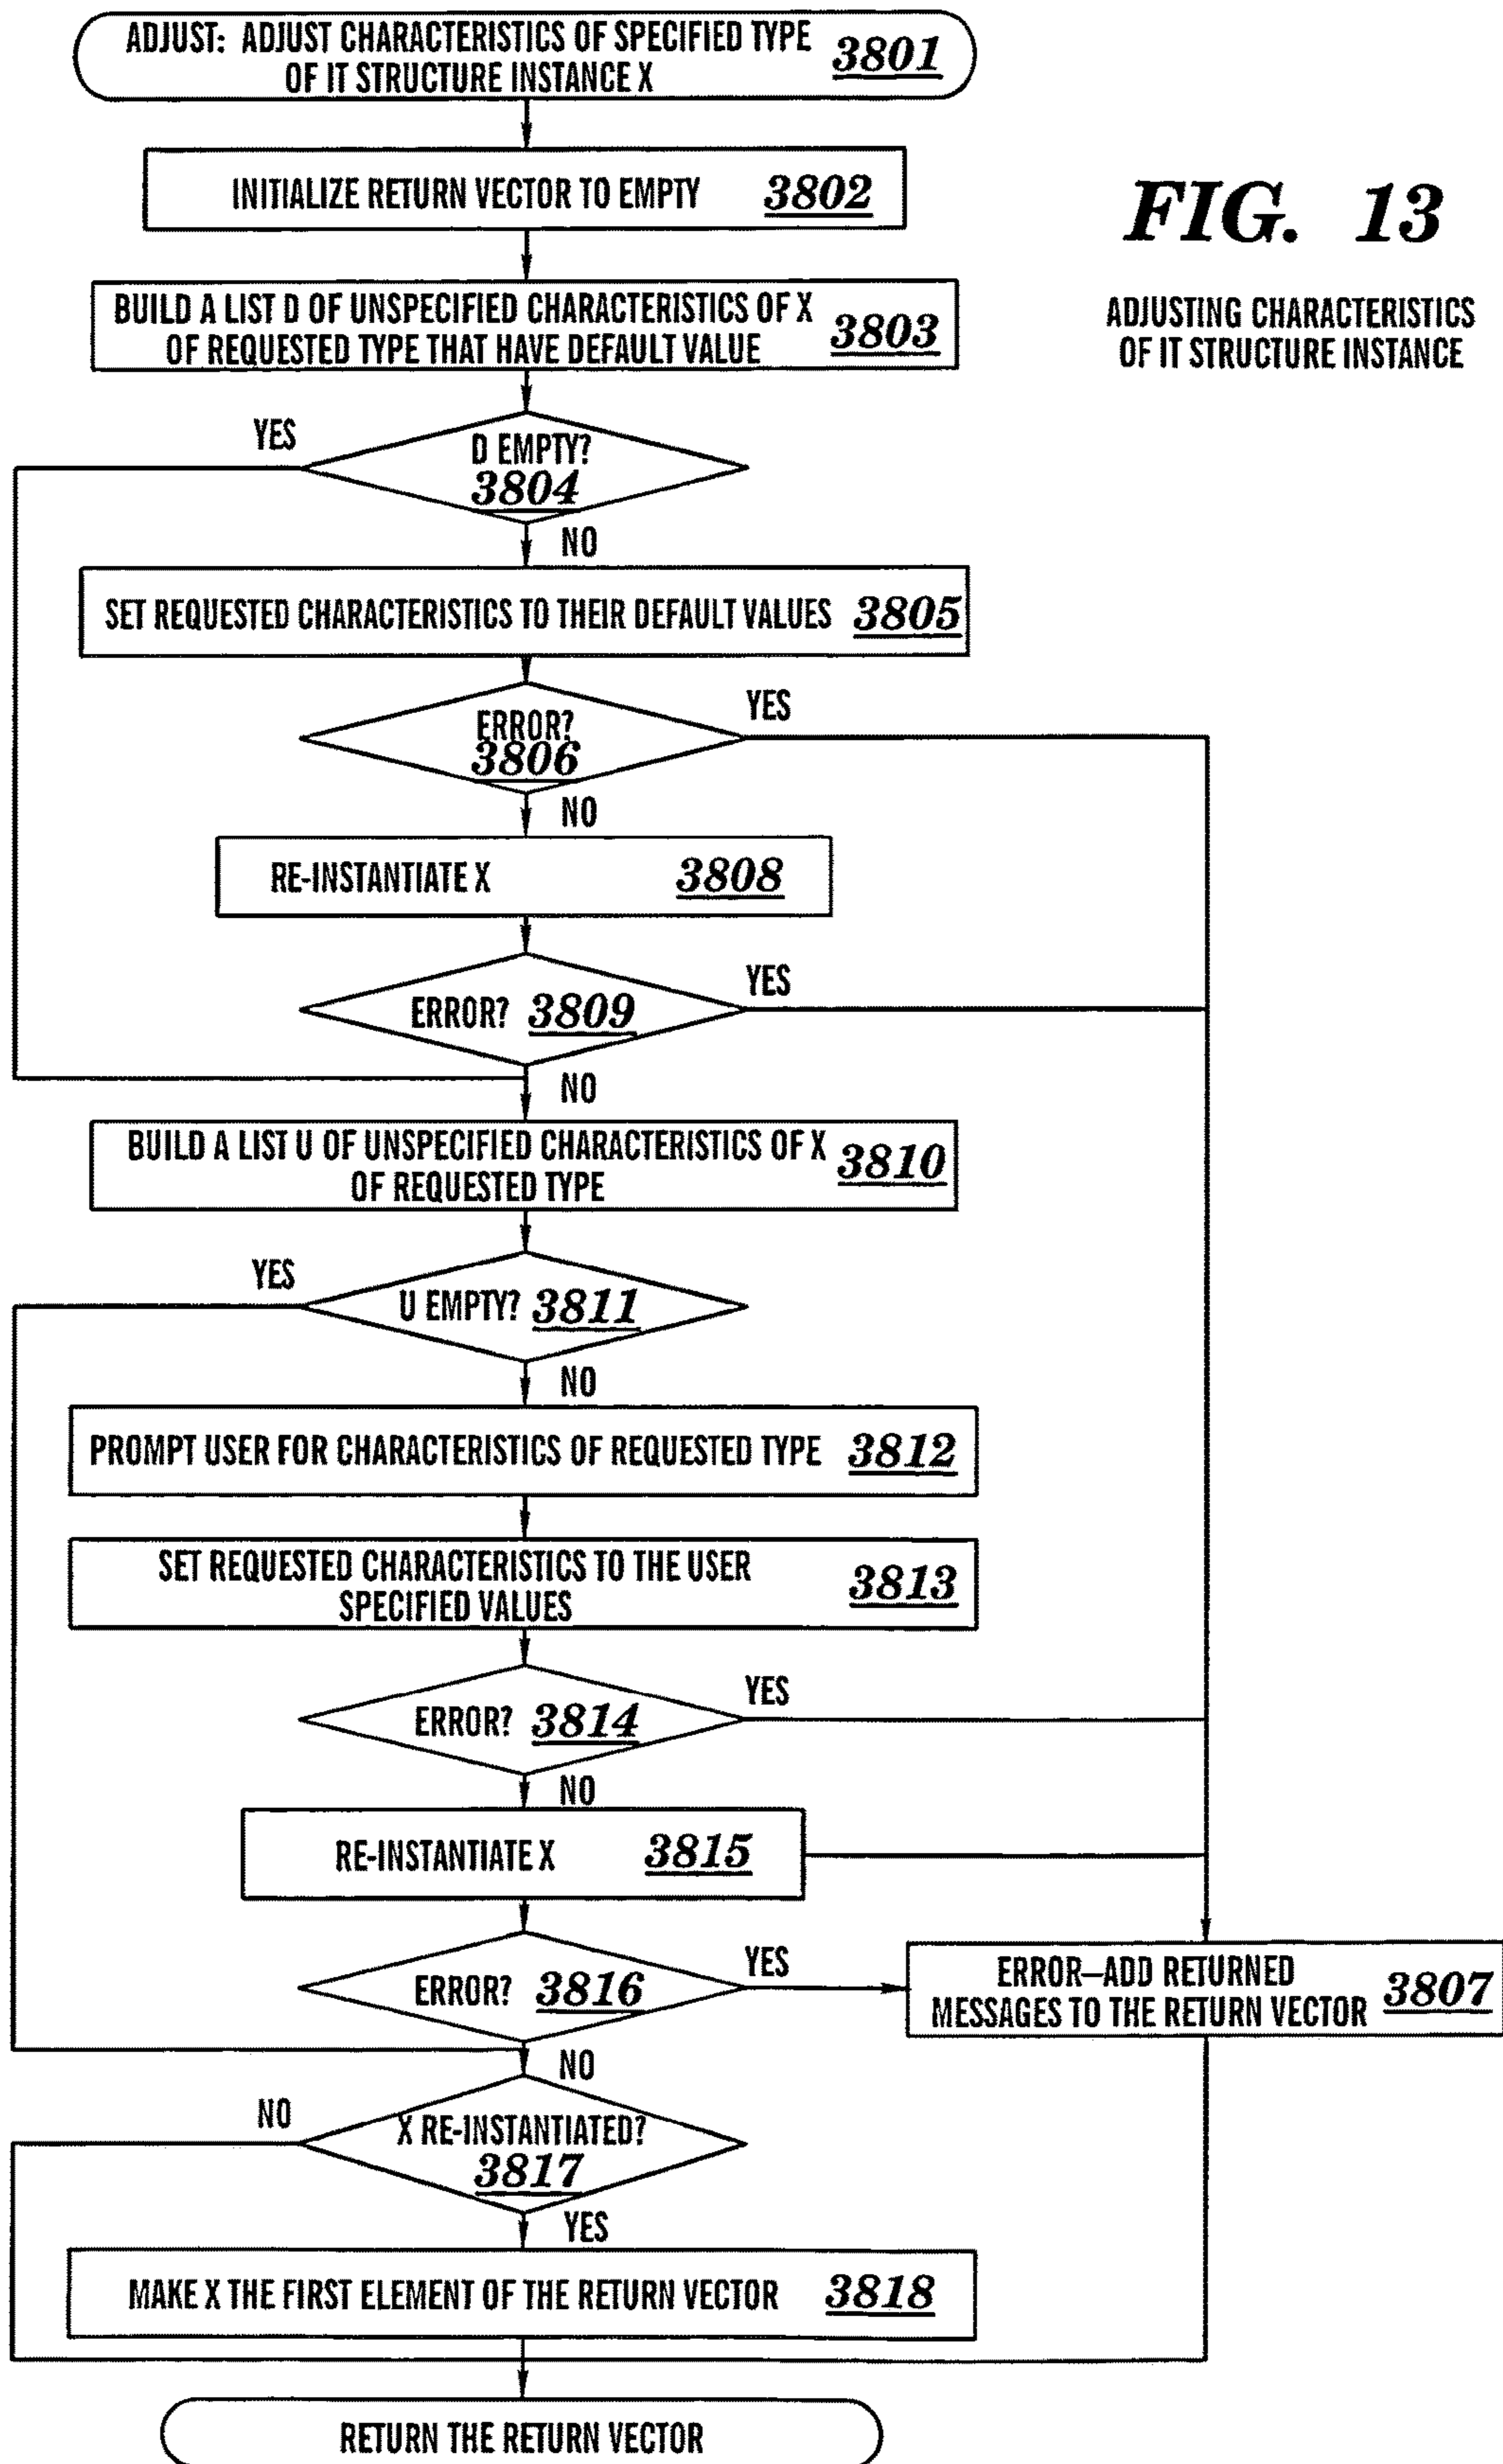 ADJUST: ADJUST CHARACTERISTICS OF SPECIFIED TYPE
OF IT STRUCTURE INSTANCE X
3801
INITIALIZE RETURN VECTOR TO EMPTY 3802
FIG. 13
ADJUSTING CHARACTERISTICS
OF IT STRUCTURE INSTANCE
BUILD A LIST D OF UNSPECIFIED CHARACTERISTICS OF X
OF REQUESTED TYPE THAT HAVE DEFAULT VALUE
3803
YES
D EMPTY?
3804
NO
SET REQUESTED CHARACTERISTICS TO THEIR DEFAULT VALUES 3805
YES
ERROR?
3806
NO
RE-INSTANTIATE X 3808
YES
ERROR? 3809
NO
BUILD A LIST U OF UNSPECIFIED CHARACTERISTICS OF X
OF REQUESTED TYPE
3810
YES
U EMPTY? 3811
NO
PROMPT USER FOR CHARACTERISTICS OF REQUESTED TYPE 3812
SET REQUESTED CHARACTERISTICS TO THE USER
SPECIFIED VALUES
3813
YES
ERROR? 3814
NO
RE-INSTANTIATE X 3815
YES
ERROR? 3816
ERROR—ADD RETURNED
MESSAGES TO THE RETURN VECTOR
3807
NO
NO
X RE-INSTANTIATED?
3817
YES
MAKE X THE FIRST ELEMENT OF THE RETURN VECTOR 3818
RETURN THE RETURN VECTOR